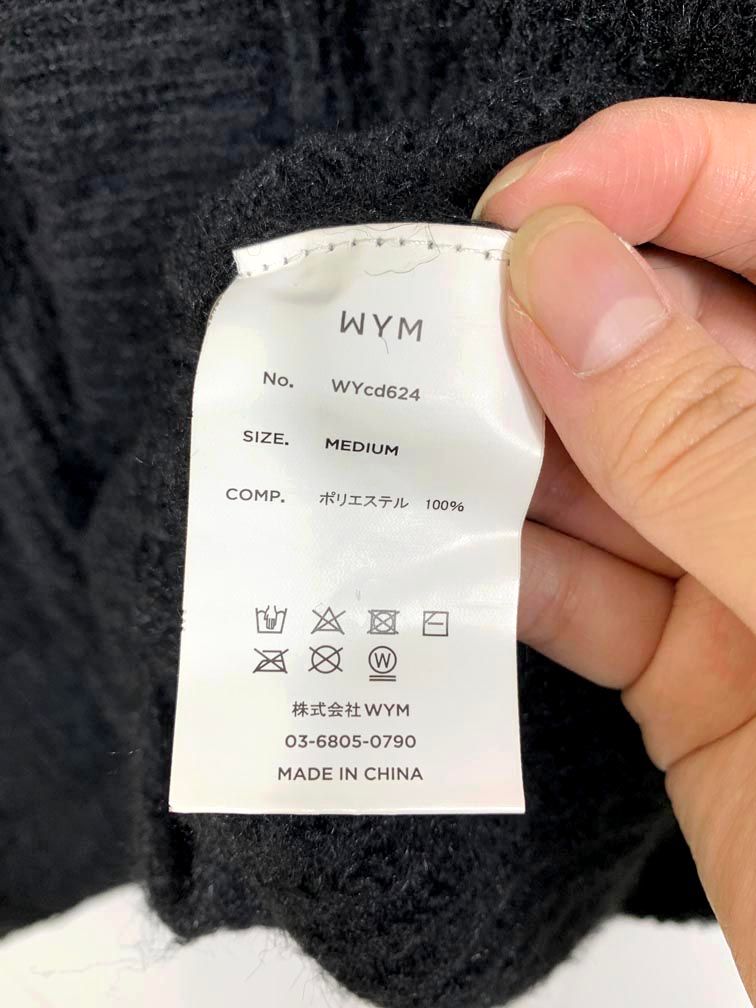 WYM
No. WYcd624
SIZE. MEDIUM
COMP. ポリエステル 100%
W
株式会社WYM
03-6805-0790
MADE IN CHINA